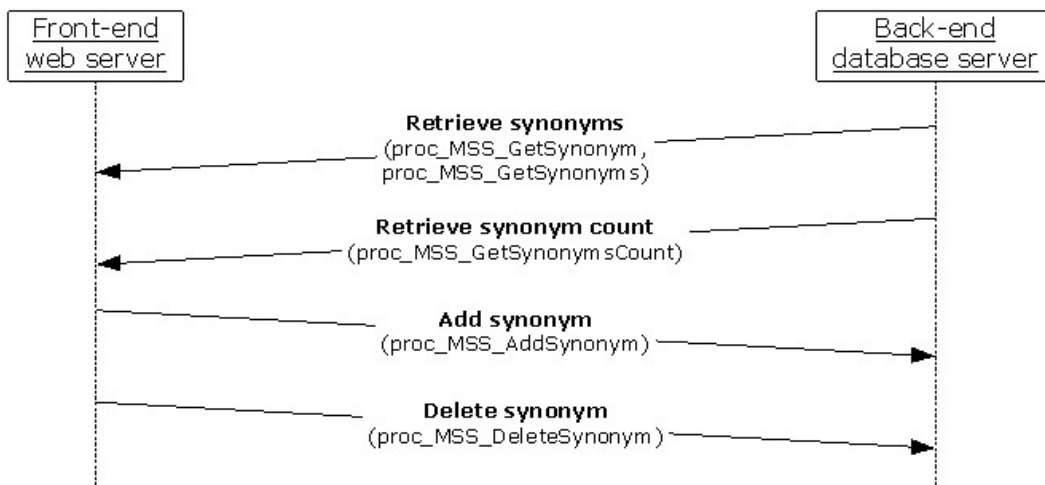 Front-end
web server
Back-end
database server
Retrieve synonyms
(proc_MSS_GetSynonym,
proc_MSS_GetSynonyms)
Retrieve synonym count
(proc_MSS_GetSynonymsCount)
Add synonym
(proc_MSS_AddSynonym)
Delete synonym
(proc_MSS_DeleteSynonym)